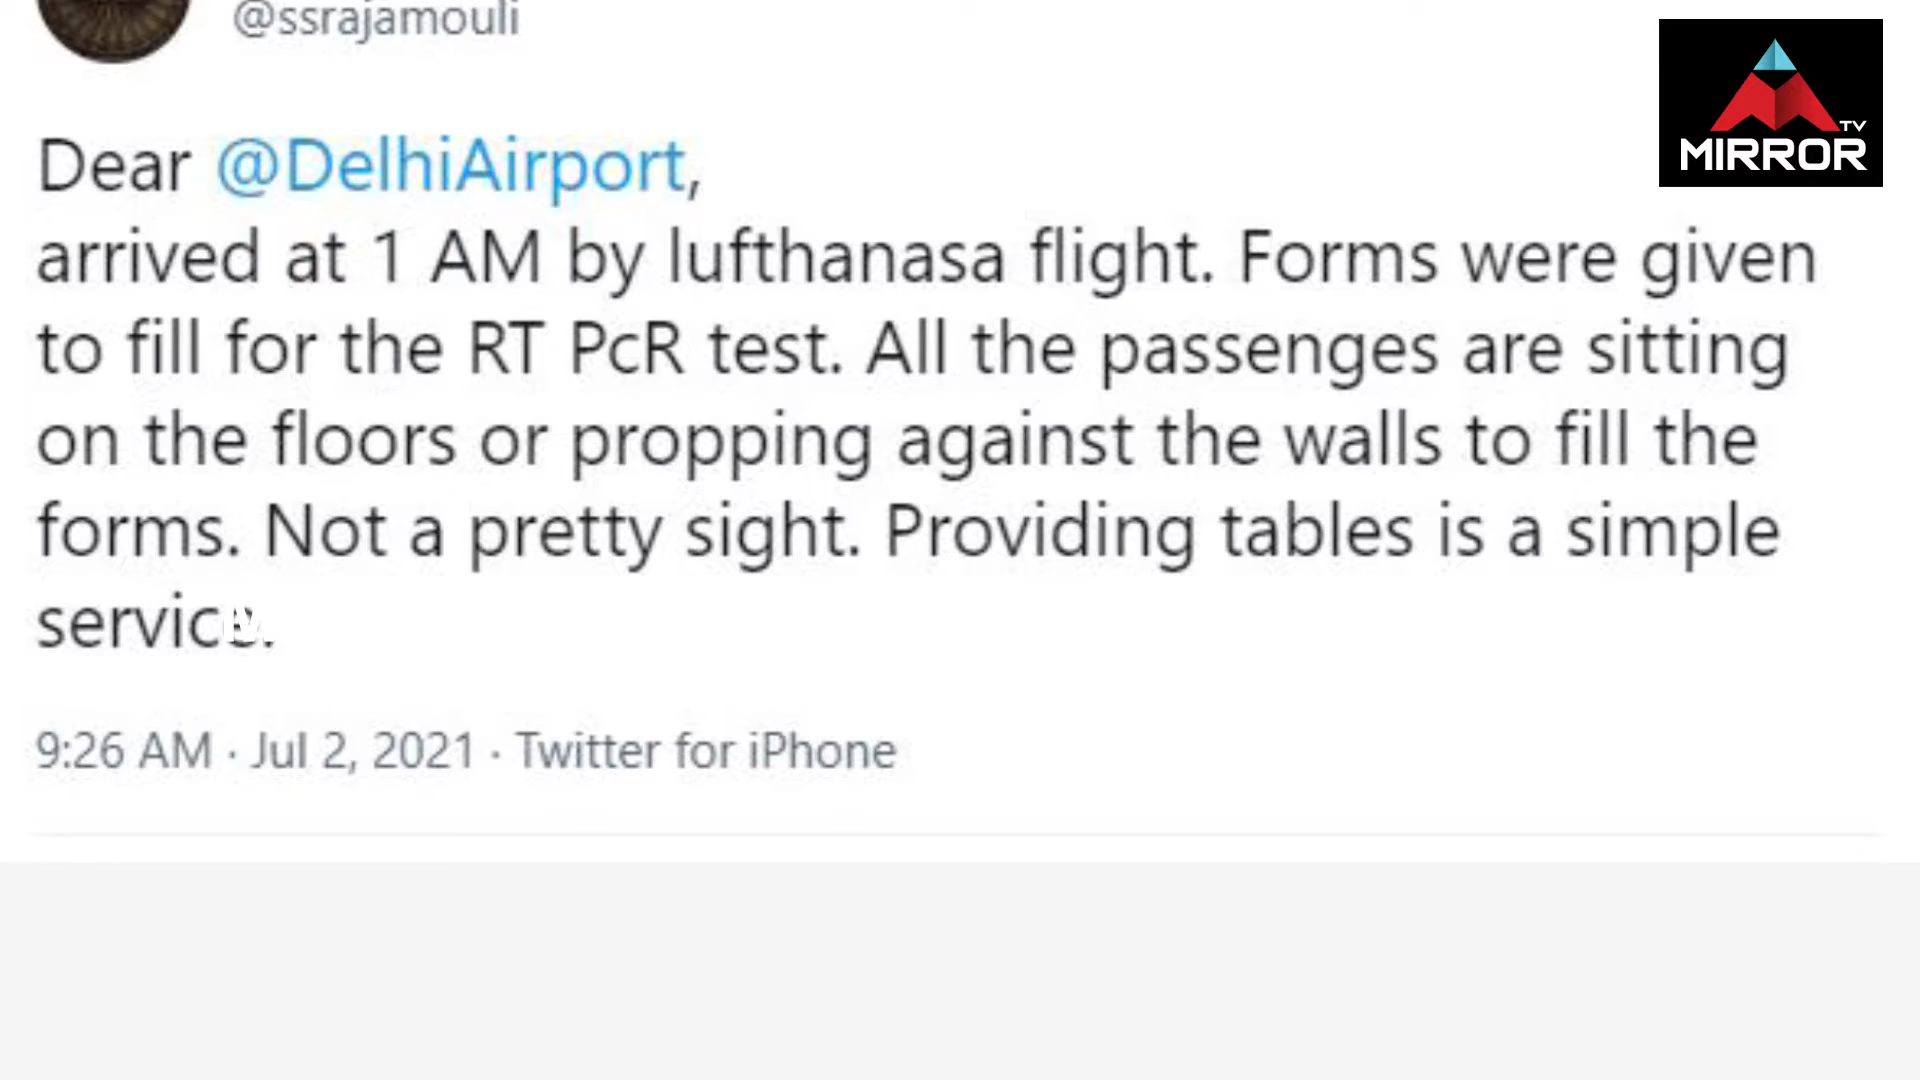 @ssrajamouli
TV
MIRROR
Dear @DelhiAirport,
arrived at 1 AM by lufthanasa flight. Forms were given
to fill for the RT PcR test. All the passenges are sitting
on the floors or propping against the walls to fill the
forms. Not a pretty sight. Providing tables is a simple
service.
9:26 AM · Jul 2, 2021 · Twitter for iPhone